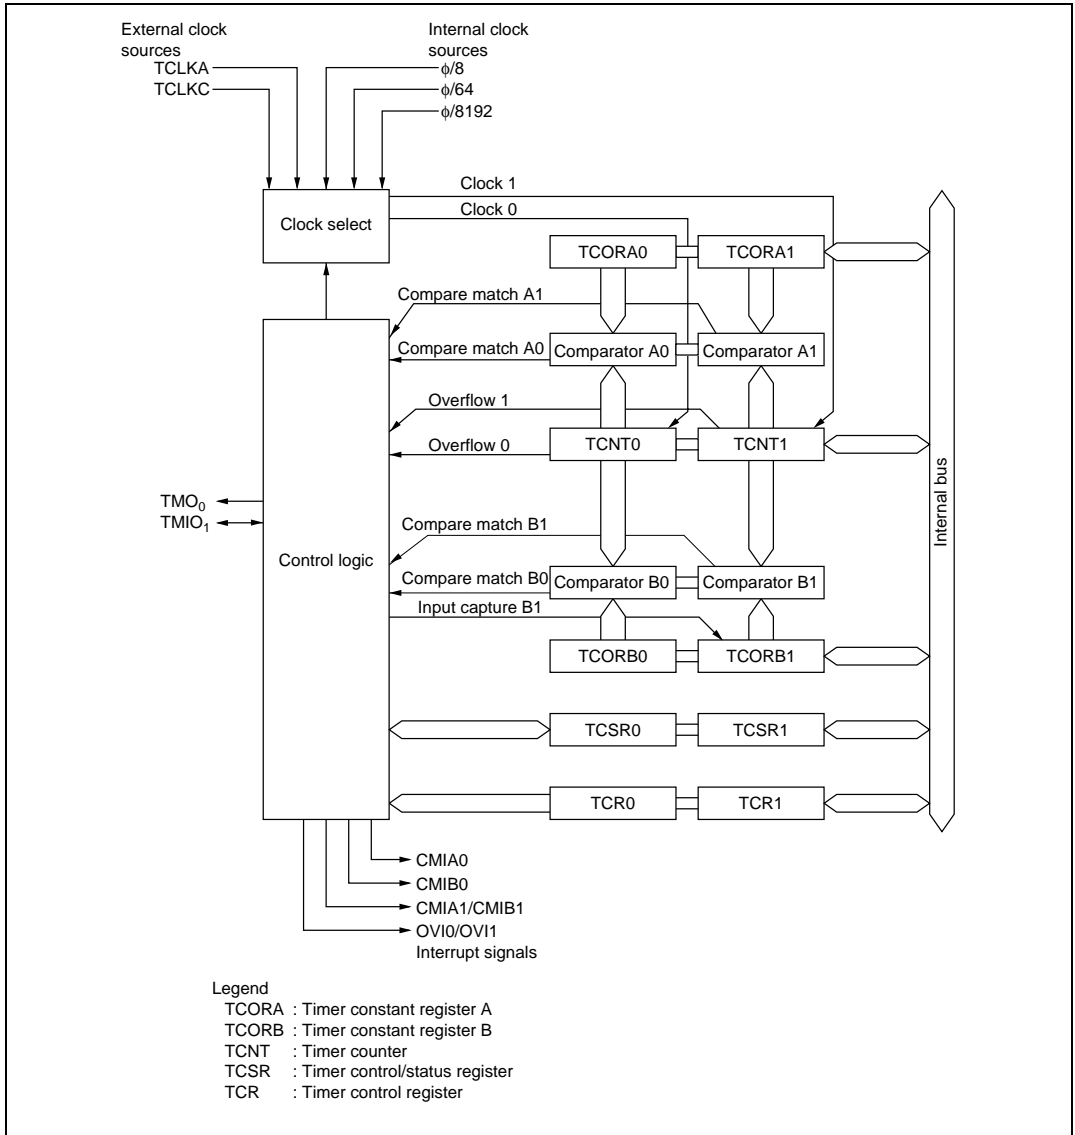 External clock
sources
TCLKA
TCLKC
Internal clock
sources
ϕ/8
ϕ/64
ϕ/8192
Clock 1
Clock 0
Clock select
TCORA0
TCORA1
Compare match A1
Compare match A0
Comparator A0
Comparator A1
Overflow 1
Overflow 0
TCNT0
TCNT1
TMO₀
TMIO₁
Control logic
Compare match B1
Compare match B0
Comparator B0
Comparator B1
Input capture B1
TCORB0
TCORB1
TCSR0
TCSR1
TCR0
TCR1
Internal bus
CMIA0
CMIB0
CMIA1/CMIB1
OVI0/OVI1
Interrupt signals
Legend
TCORA : Timer constant register A
TCORB : Timer constant register B
TCNT : Timer counter
TCSR : Timer control/status register
TCR : Timer control register